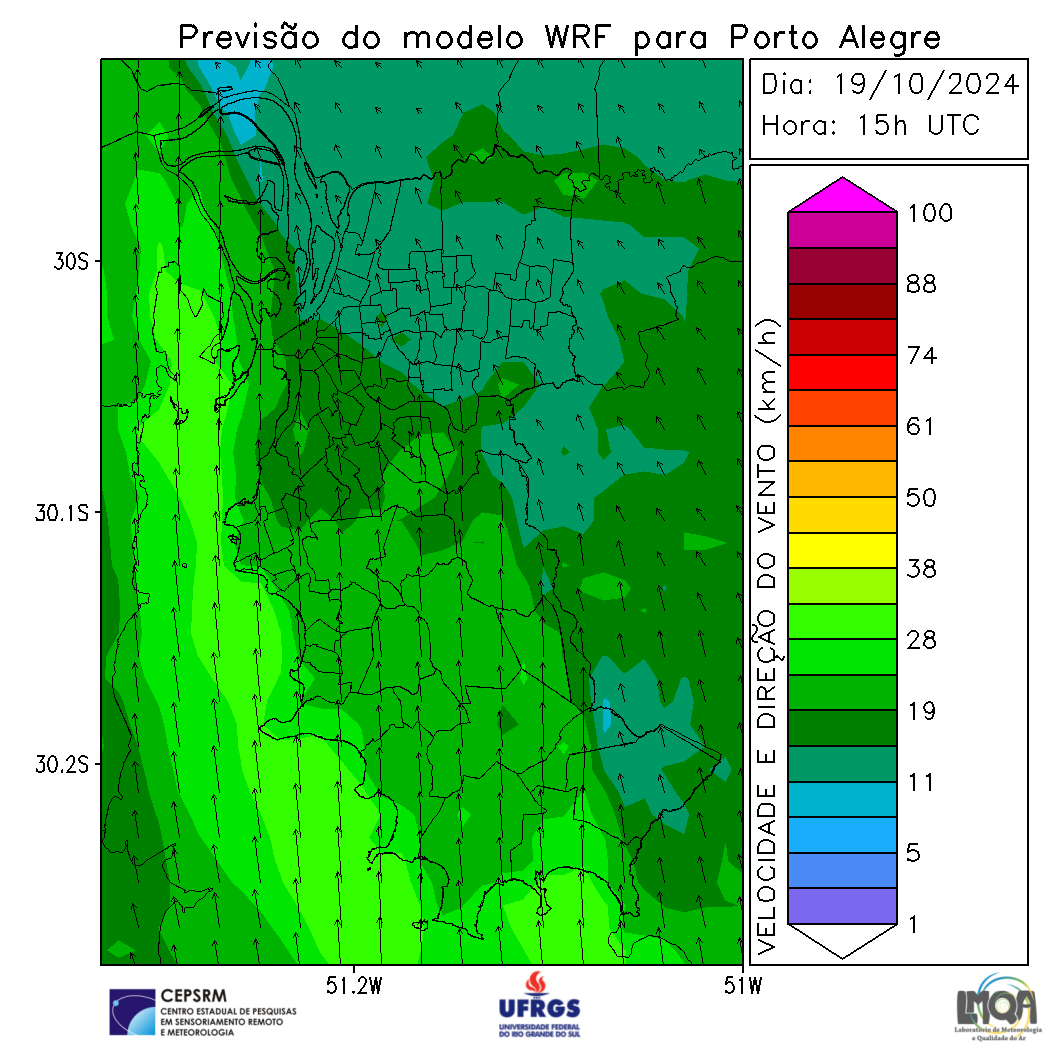 Previsão do modelo WRF para Porto Alegre
Dia: 19/10/2024
Hora: 15h UTC
30S
30.1S
30.2S
51.2W
51W
VELOCIDADE E DIREÇÃO DO VENTO (km/h)
100
88
74
61
50
38
28
19
11
5
1
CEPSRM
CENTRO ESTADUAL DE PESQUISAS
EM SENSORIAMENTO REMOTO
E METEOROLOGIA
UFRGS
UNIVERSIDADE FEDERAL
DO RIO GRANDE DO SUL
LMQA
Laboratório de Meteorologia
e Qualidade do Ar